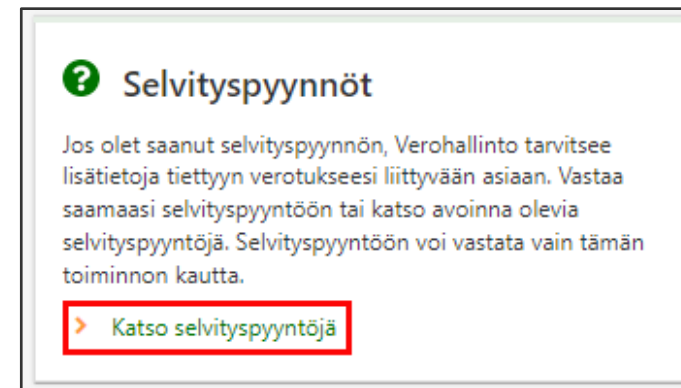 Selvityspyynnöt
Jos olet saanut selvityspyynnön, Verohallinto tarvitsee
lisätietoja tiettyyn verotukseesi liittyvään asiaan. Vastaa
saamaasi selvityspyyntöön tai katso avoinna olevia
selvityspyyntöjä. Selvityspyyntöön voi vastata vain tämän
toiminnon kautta.
Katso selvityspyyntöjä